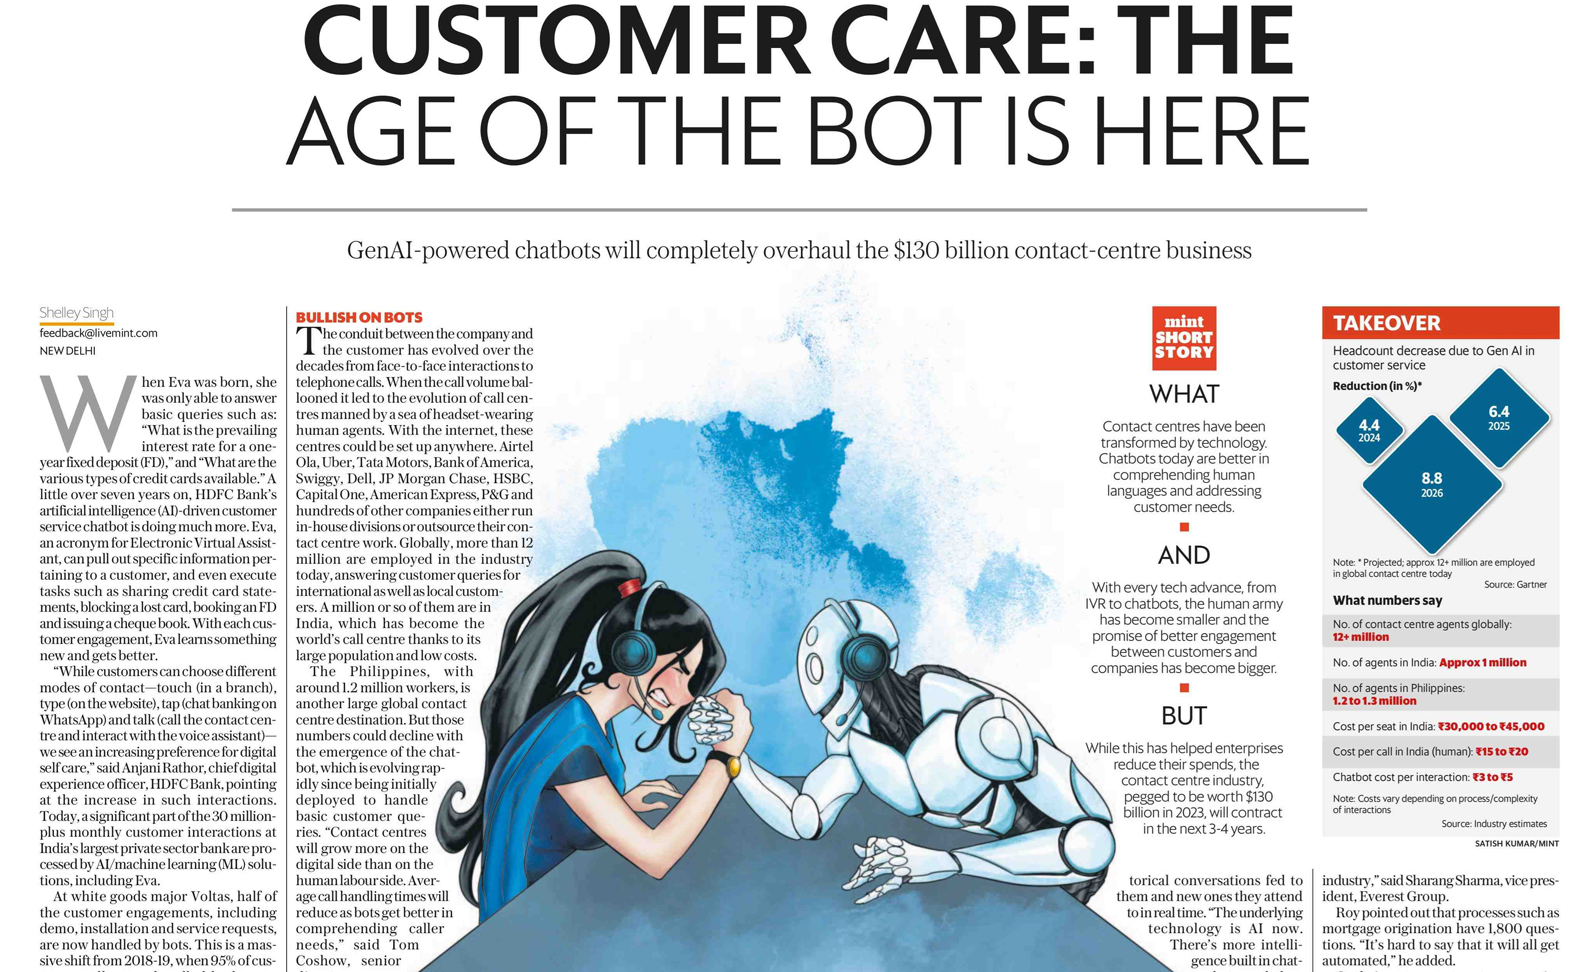 CUSTOMER CARE: THE
AGE OF THE BOT IS HERE
GenAI-powered chatbots will completely overhaul the $130 billion contact-centre business
Shelley Singh
feedback@livemint.com
NEW DELHI
When Eva was born, she
was only able to answer
basic queries such as:
“What is the prevailing
interest rate for a one-
year fixed deposit (FD),” and “What are the
various types of credit cards available.” A
little over seven years on, HDFC Bank’s
artificial intelligence (AI)-driven customer
service chatbot is doing much more. Eva,
an acronym for Electronic Virtual Assist-
ant, can pull out specific information per-
taining to a customer, and even execute
tasks such as sharing credit card state-
ments, blocking a lost card, booking an FD
and issuing a cheque book. With each cus-
tomer engagement, Eva learns something
new and gets better.
“While customers can choose different
modes of contact—touch (in a branch),
type (on the website), tap (chat banking on
WhatsApp) and talk (call the contact cen-
tre and interact with the voice assistant)—
we see an increasing preference for digital
self care,” said Anjani Rathor, chief digital
experience officer, HDFC Bank, pointing
at the increase in such interactions.
Today, a significant part of the 30 million-
plus monthly customer interactions at
India’s largest private sector bank are pro-
cessed by AI/machine learning (ML) solu-
tions, including Eva.
At white goods major Voltas, half of
the customer engagements, including
demo, installation and service requests,
are now handled by bots. This is a mas-
sive shift from 2018-19, when 95% of cus-
BULLISH ON BOTS
The conduit between the company and
the customer has evolved over the
decades from face-to-face interactions to
telephone calls. When the call volume bal-
looned it led to the evolution of call cen-
tres manned by a sea of headset-wearing
human agents. With the internet, these
centres could be set up anywhere. Airtel
Ola, Uber, Tata Motors, Bank of America,
Swiggy, Dell, JP Morgan Chase, HSBC,
Capital One, American Express, P&G and
hundreds of other companies either run
in-house divisions or outsource their con-
tact centre work. Globally, more than 12
million are employed in the industry
today, answering customer queries for
international as well as local custom-
ers. A million or so of them are in
India, which has become the
world’s call centre thanks to its
large population and low costs.
The Philippines, with
around 1.2 million workers, is
another large global contact
centre destination. But those
numbers could decline with
the emergence of the chat-
bot, which is evolving rap-
idly since being initially
deployed to handle
basic customer que-
ries. “Contact centres
will grow more on the
digital side than on the
human labour side. Aver-
age call handling times will
reduce as bots get better in
comprehending caller
needs,” said Tom
Coshow, senior
mint
SHORT
STORY
WHAT
Contact centres have been
transformed by technology.
Chatbots today are better in
comprehending human
languages and addressing
customer needs.
AND
With every tech advance, from
IVR to chatbots, the human army
has become smaller and the
promise of better engagement
between customers and
companies has become bigger.
BUT
While this has helped enterprises
reduce their spends, the
contact centre industry,
pegged to be worth $130
billion in 2023, will contract
in the next 3-4 years.
torical conversations fed to
them and new ones they attend
to in real time. “The underlying
technology is AI now.
There’s more intelli-
gence built in chat-
TAKEOVER
Headcount decrease due to Gen AI in
customer service
Reduction (in %)*
4.4
2024
6.4
2025
8.8
2026
Note: * Projected; approx 12+ million are employed
in global contact centre today
Source: Gartner
What numbers say
No. of contact centre agents globally:
12+ million
No. of agents in India: Approx 1 million
No. of agents in Philippines:
1.2 to 1.3 million
Cost per seat in India: ₹30,000 to ₹45,000
Cost per call in India (human): ₹15 to ₹20
Chatbot cost per interaction: ₹3 to ₹5
Note: Costs vary depending on process/complexity
of interactions
Source: Industry estimates
SATISH KUMAR/MINT
industry,” said Sharang Sharma, vice pres-
ident, Everest Group.
Roy pointed out that processes such as
mortgage origination have 1,800 ques-
tions. “It’s hard to say that it will all get
automated,” he added.